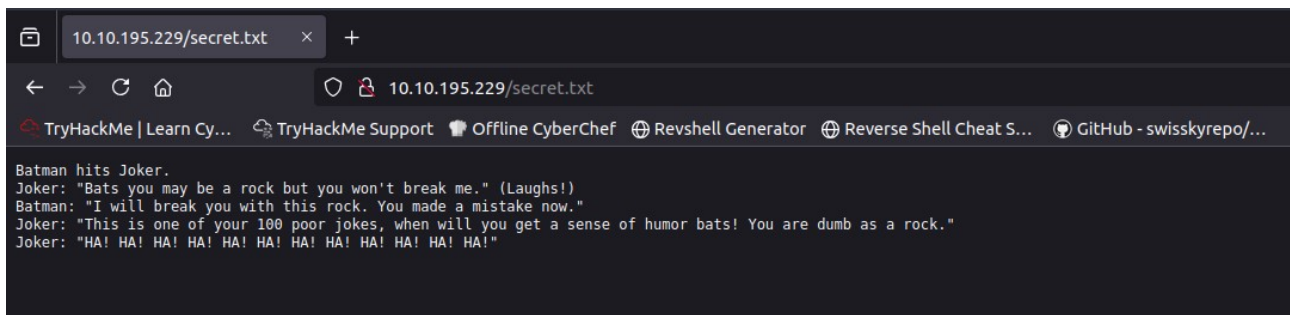 10.10.195.229/secret.txt
10.10.195.229/secret.txt
TryHackMe | Learn Cy... TryHackMe Support Offline CyberChef Revshell Generator Reverse Shell Cheat S... GitHub - swisskyrepo/...
Batman hits Joker.
Joker: "Bats you may be a rock but you won't break me." (Laughs!)
Batman: "I will break you with this rock. You made a mistake now."
Joker: "This is one of your 100 poor jokes, when will you get a sense of humor bats! You are dumb as a rock."
Joker: "HA! HA! HA! HA! HA! HA! HA! HA! HA! HA! HA! HA!"